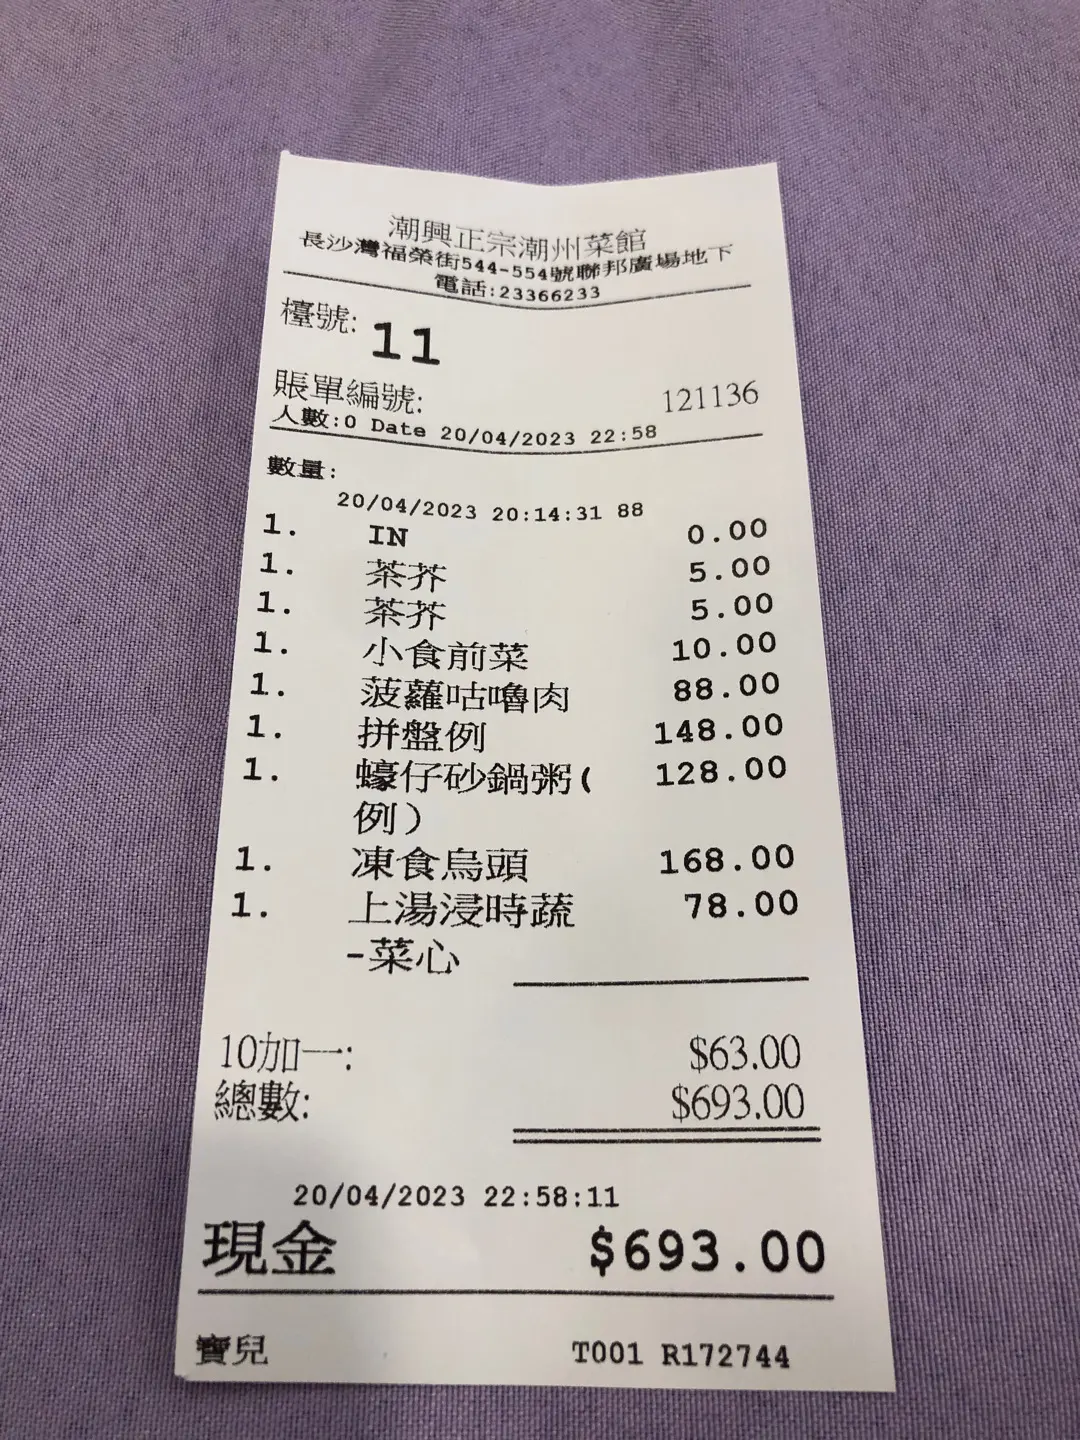 潮興正宗潮州菜館
長沙灣福榮街544-554號聯邦廣場地下
電話:23366233
檯號: 11
賬單編號: 121136
人數:0 Date 20/04/2023 22:58
數量:
20/04/2023 20:14:31 88
1. IN 0.00
1. 茶芥 5.00
1. 茶芥 5.00
1. 小食前菜 10.00
1. 菠蘿咕嚕肉 88.00
1. 拼盤例 148.00
1. 蠔仔砂鍋粥( 128.00
例)
1. 凍食烏頭 168.00
1. 上湯浸時蔬 78.00
-菜心
10加一: $63.00
總數: $693.00
20/04/2023 22:58:11
現金 $693.00
寶兒 T001 R172744